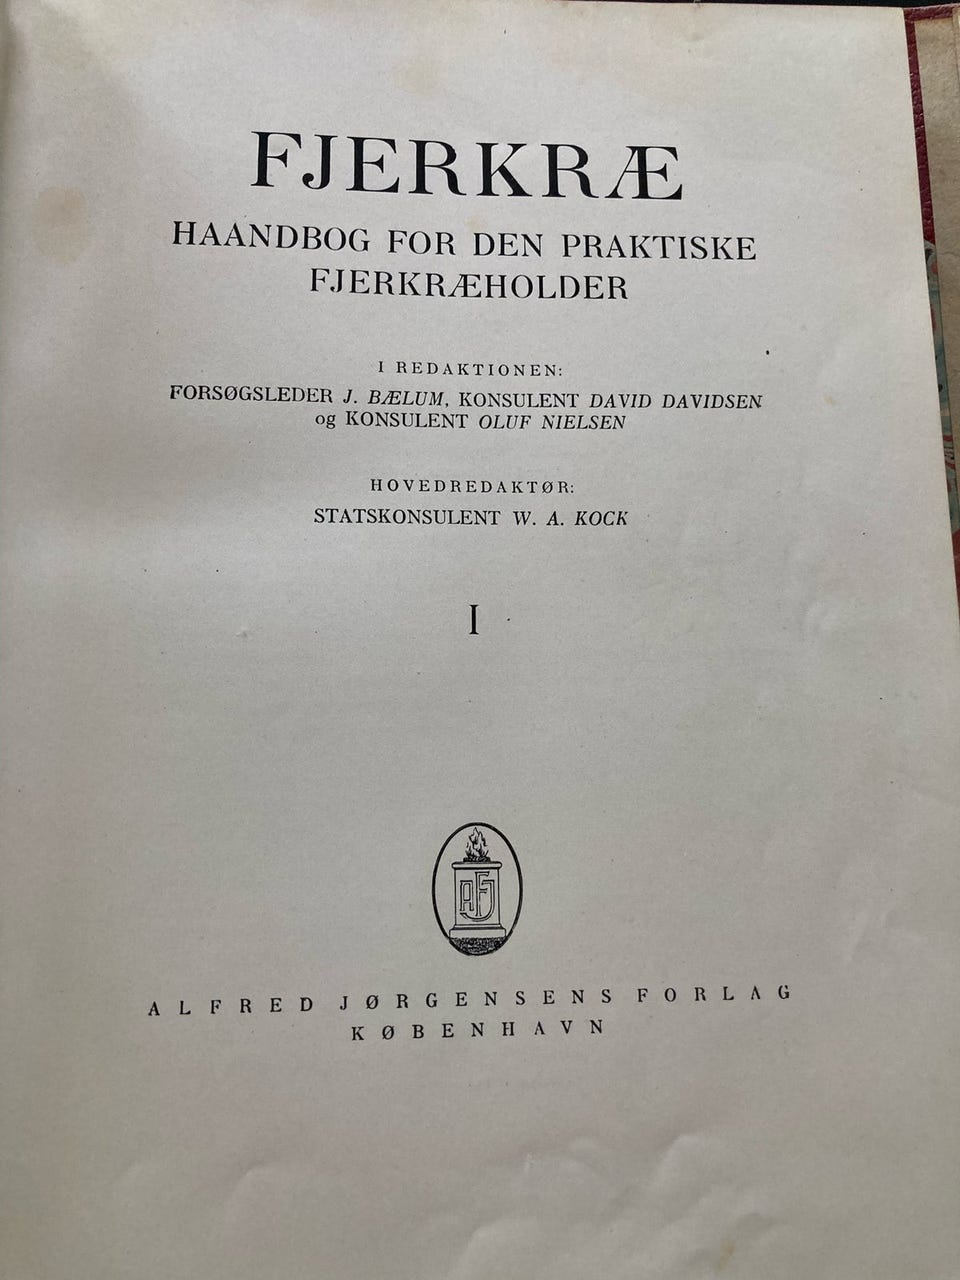 FJERKRÆ
HAANDBOG FOR DEN PRAKTISKE
FJERKRÆHOLDER
I REDAKTIONEN:
FORSØGSLEDER J. BÆLUM, KONSULENT DAVID DAVIDSEN
og KONSULENT OLUF NIELSEN
HOVEDREDAKTØR:
STATSKONSULENT W. A. KOCK
I
AFJ
ALFRED JØRGENSENS FORLAG
KØBENHAVN